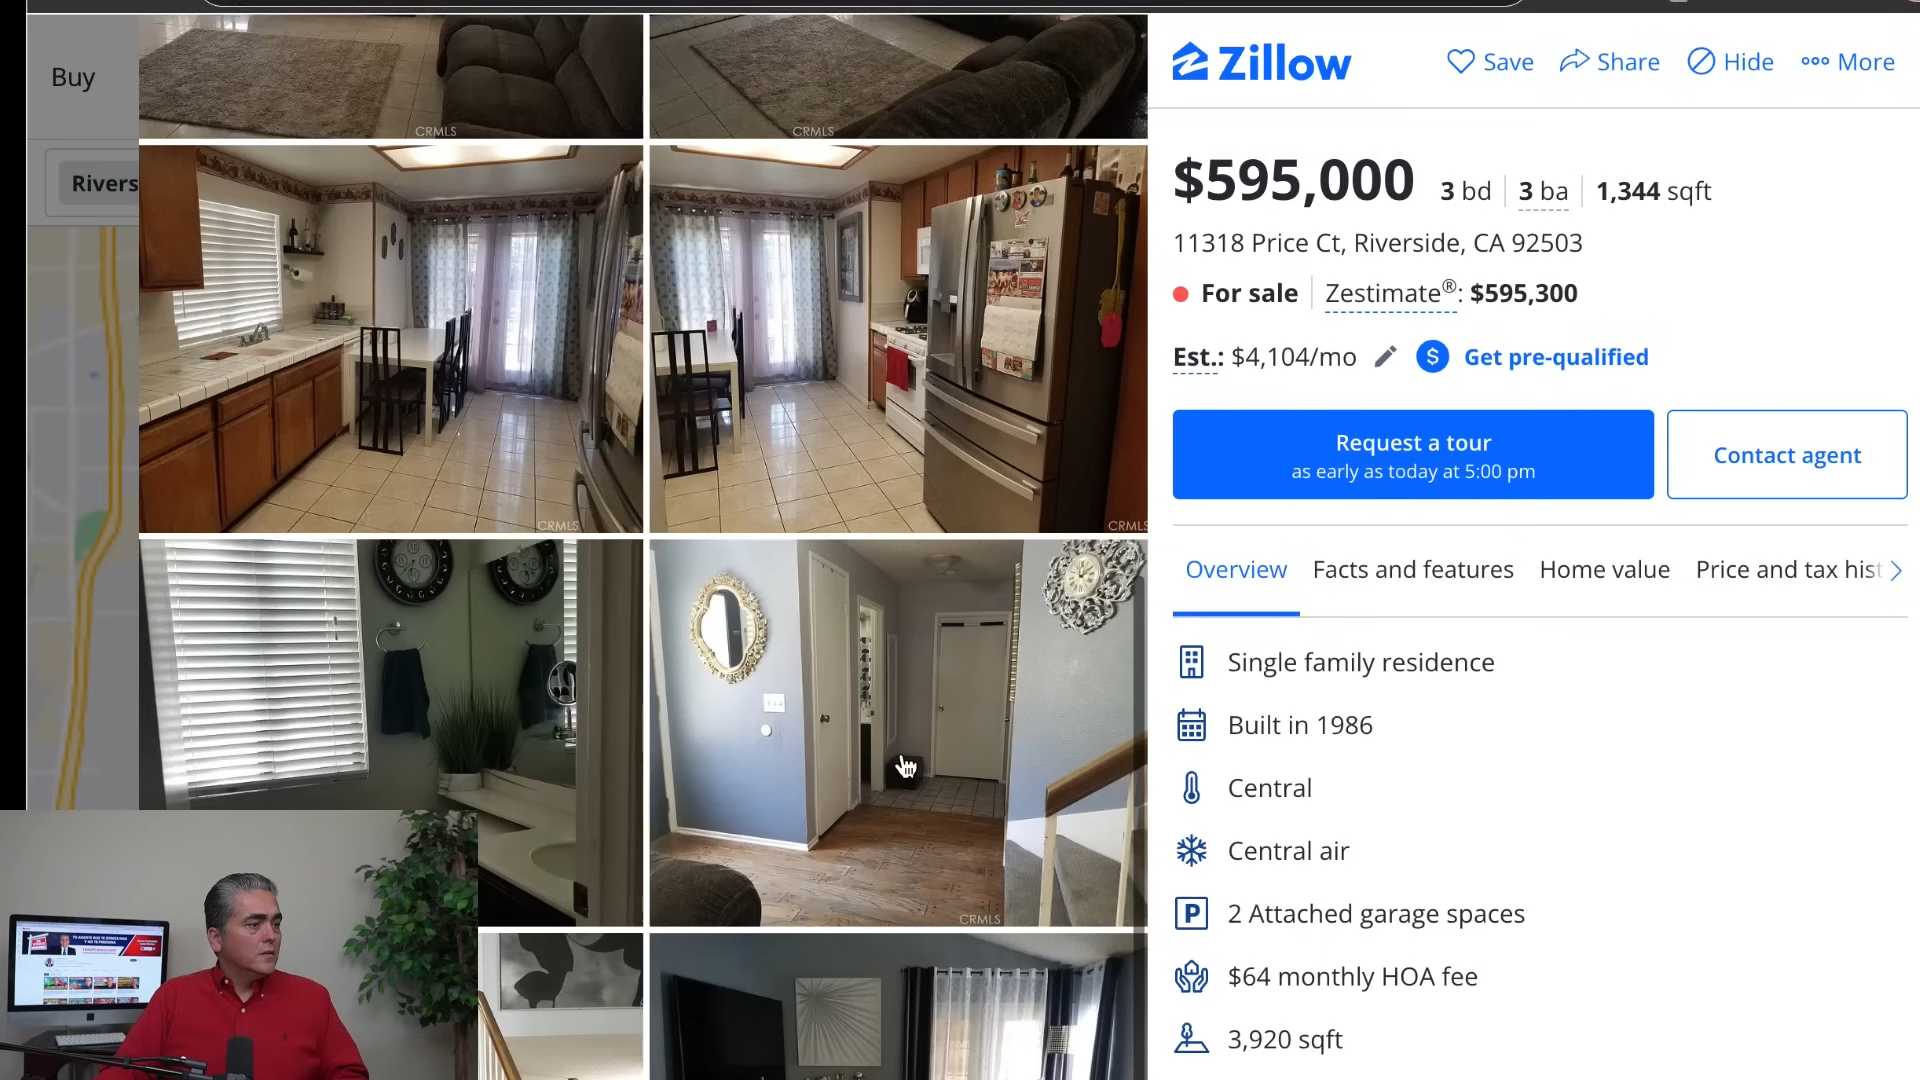 Buy
Rivers
CRMLS
CRMLS
CRMLS
CRMLS
CRMLS
Zillow
Save
Share
Hide
More
$595,000
3 bd
3 ba
1,344 sqft
11318 Price Ct, Riverside, CA 92503
For sale
Zestimate®: $595,300
Est.: $4,104/mo
$
Get pre-qualified
Request a tour
as early as today at 5:00 pm
Contact agent
Overview
Facts and features
Home value
Price and tax hist
Single family residence
Built in 1986
Central
Central air
P
2 Attached garage spaces
$64 monthly HOA fee
3,920 sqft